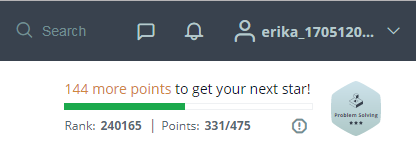 Search erika_1705120...
144 more points to get your next star!
Rank: 240165 | Points: 331/475
Problem Solving